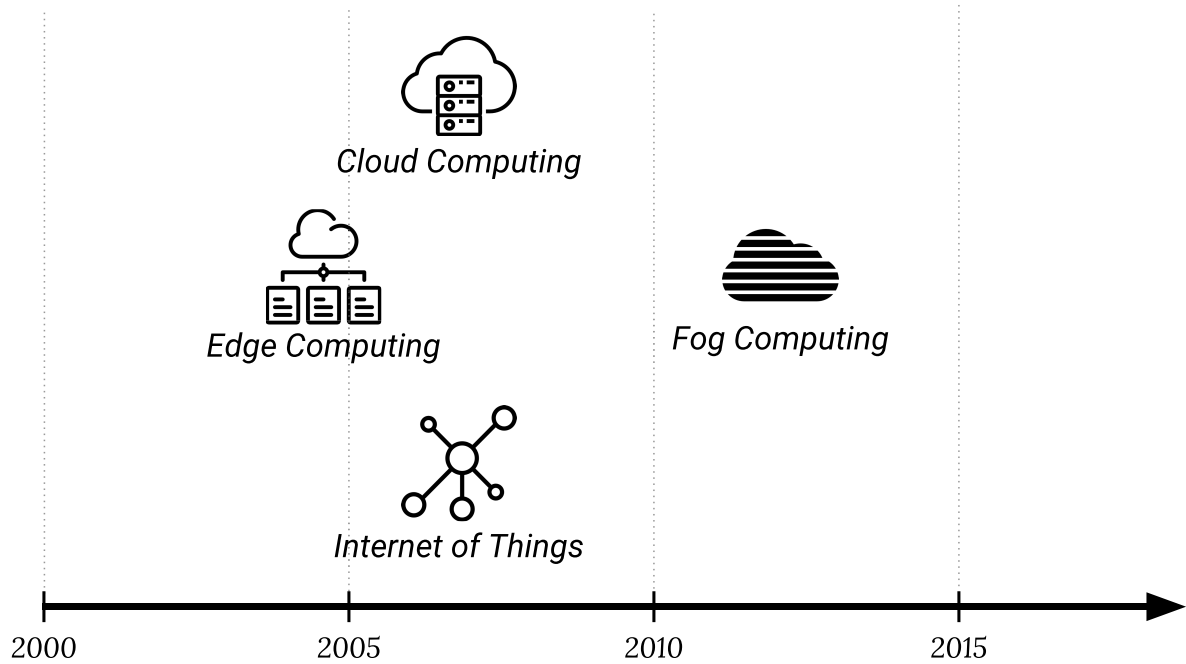 Cloud Computing
Edge Computing
Fog Computing
Internet of Things
2000
2005
2010
2015